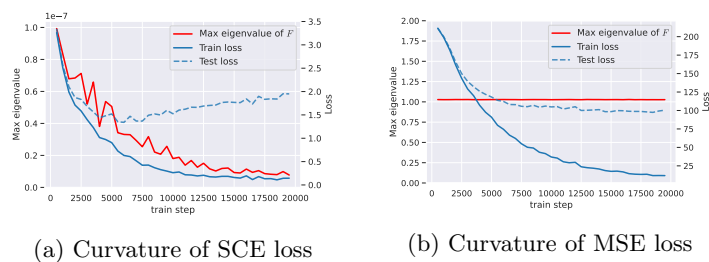 1e−7
1.0
0.8
0.6
0.4
0.2
0.0
Max eigenvalue
3.5
3.0
2.5
2.0
1.5
1.0
0.5
0.0
Loss
Max eigenvalue of F
Train loss
Test loss
0 2500 5000 7500 10000 12500 15000 17500 20000
train step
(a) Curvature of SCE loss
2.00
1.75
1.50
1.25
1.00
0.75
0.50
0.25
0.00
Max eigenvalue
200
175
150
125
100
75
50
25
Loss
Max eigenvalue of F
Train loss
Test loss
0 2500 5000 7500 10000 12500 15000 17500 20000
train step
(b) Curvature of MSE loss